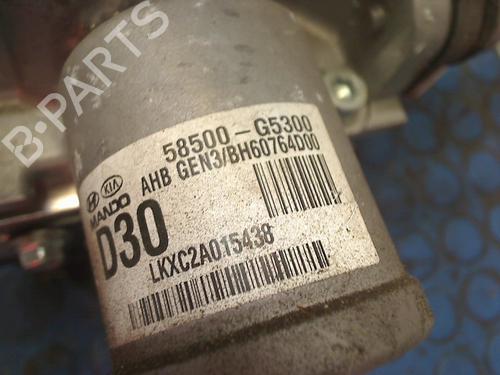 B-PARTS
58500-G5300
AHB GEN3/BH60764D00
KIA
MANDO
D30
LKXC2A015438